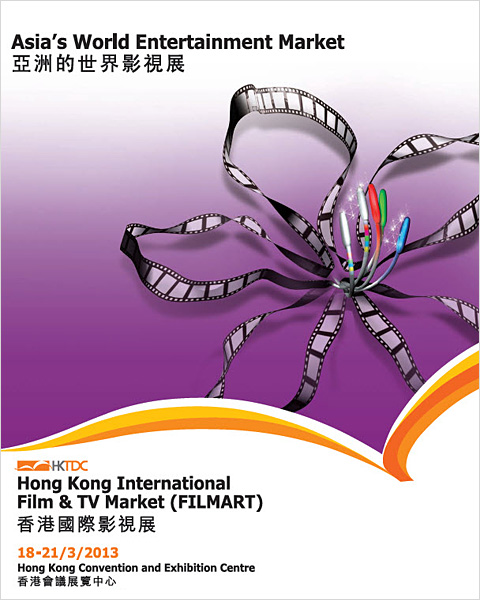 Asia's World Entertainment Market
亞洲的世界影視展
HKTDC
Hong Kong International
Film & TV Market (FILMART)
香港國際影視展
18-21/3/2013
Hong Kong Convention and Exhibition Centre
香港會議展覽中心